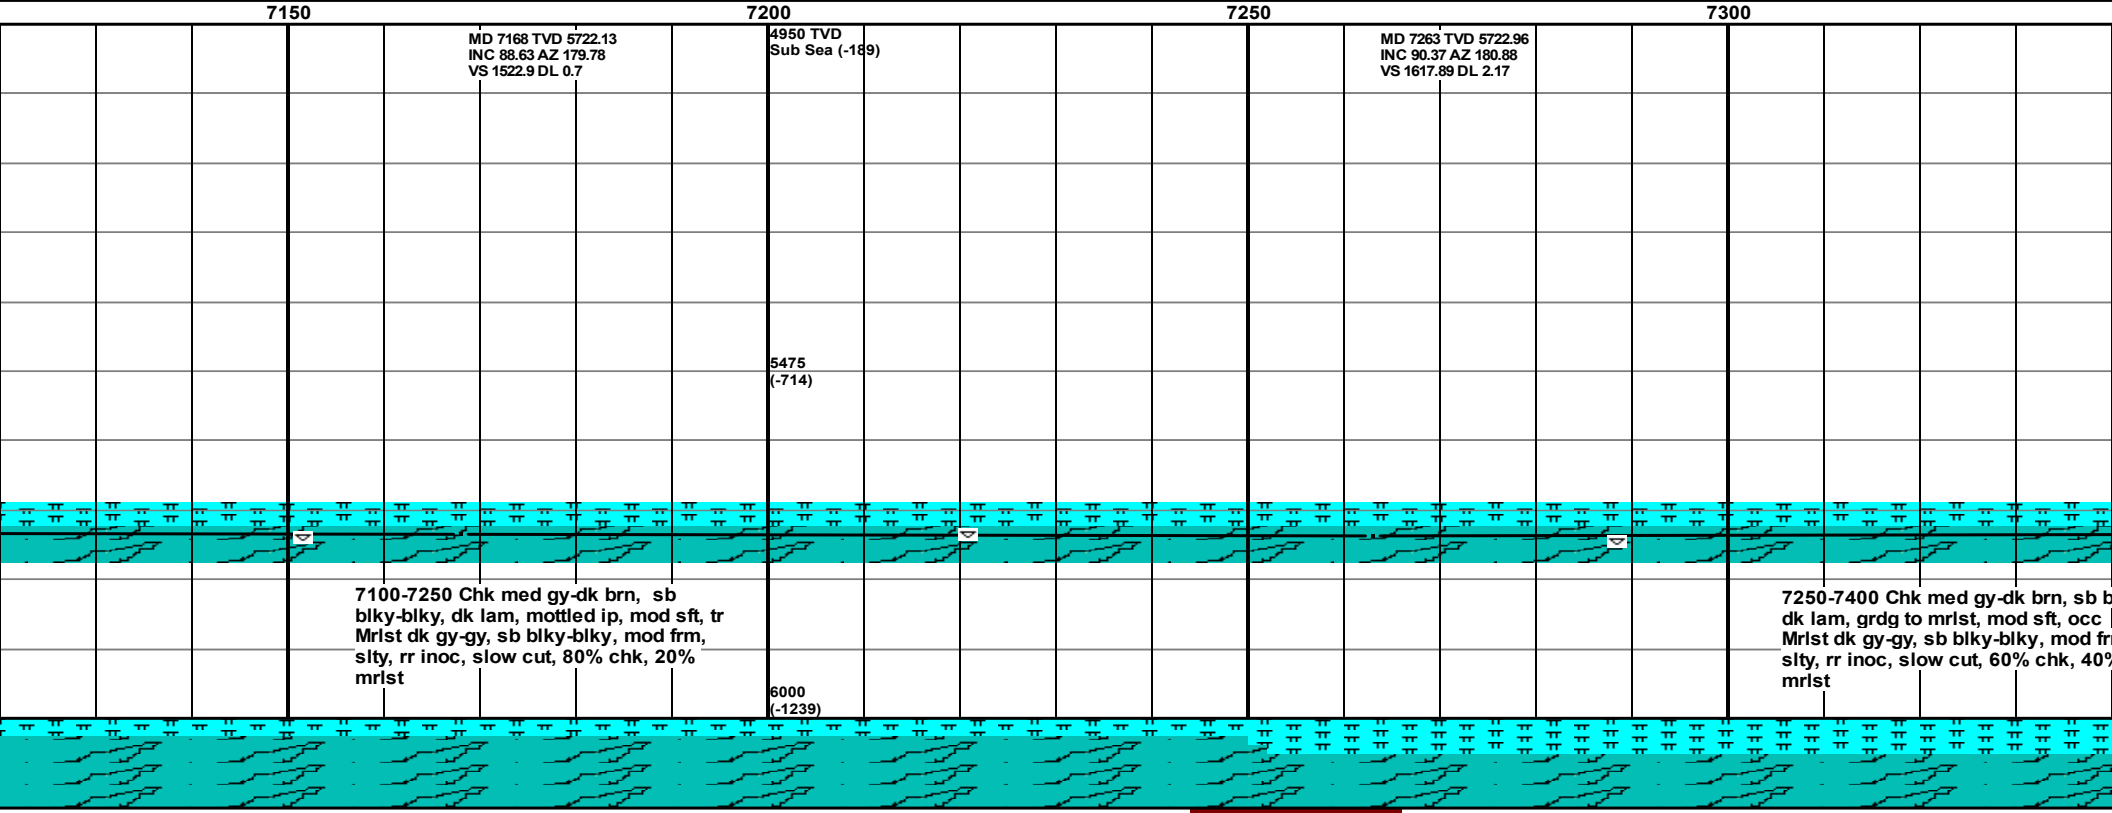 7150 7200 7250 7300
MD 7168 TVD 5722.13
INC 88.63 AZ 179.78
VS 1522.9 DL 0.7
4950 TVD
Sub Sea (-189)
MD 7263 TVD 5722.96
INC 90.37 AZ 180.88
VS 1617.89 DL 2.17
5475
(-714)
7100-7250 Chk med gy-dk brn, sb
blky-blky, dk lam, mottled ip, mod sft, tr
Mrlst dk gy-gy, sb blky-blky, mod frm,
slty, rr inoc, slow cut, 80% chk, 20%
mrlst
6000
(-1239)
7250-7400 Chk med gy-dk brn, sb
dk lam, grdg to mrlst, mod sft, occ
Mrlst dk gy-gy, sb blky-blky, mod
slty, rr inoc, slow cut, 60% chk, 40%
mrlst